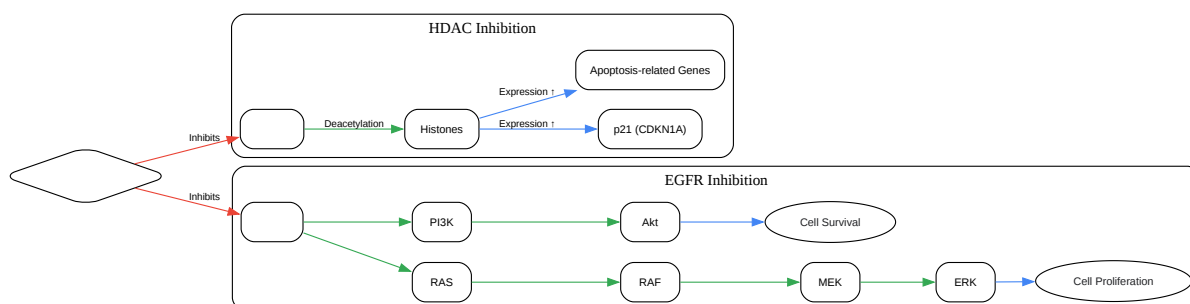 HDAC Inhibition
Apoptosis-related Genes
Expression ↑
Deacetylation
Histones
Expression ↑
p21 (CDKN1A)
Inhibits
EGFR Inhibition
Inhibits
PI3K
Akt
Cell Survival
RAS
RAF
MEK
ERK
Cell Proliferation